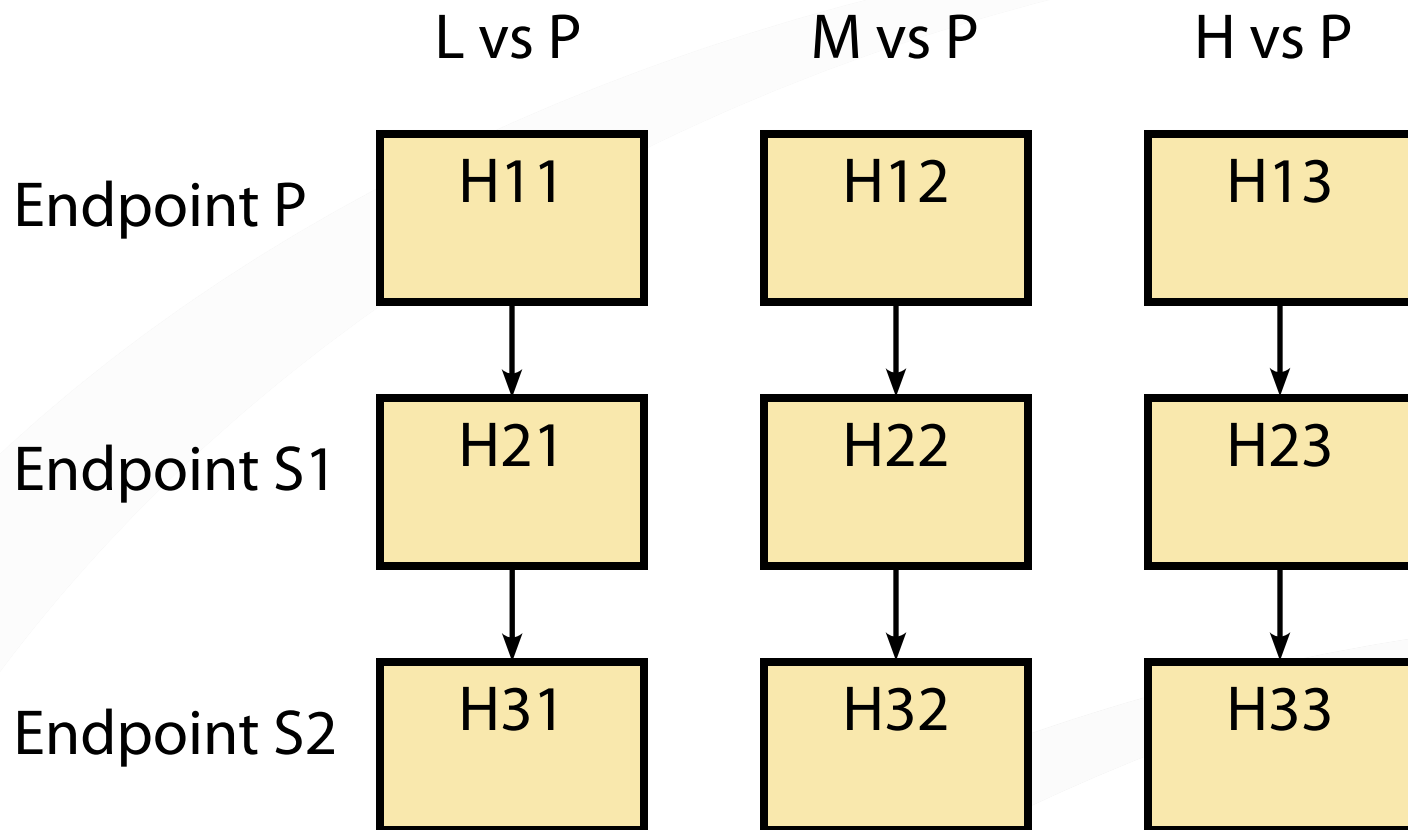 L vs P M vs P H vs P
Endpoint P H11 H12 H13
Endpoint S1 H21 H22 H23
Endpoint S2 H31 H32 H33